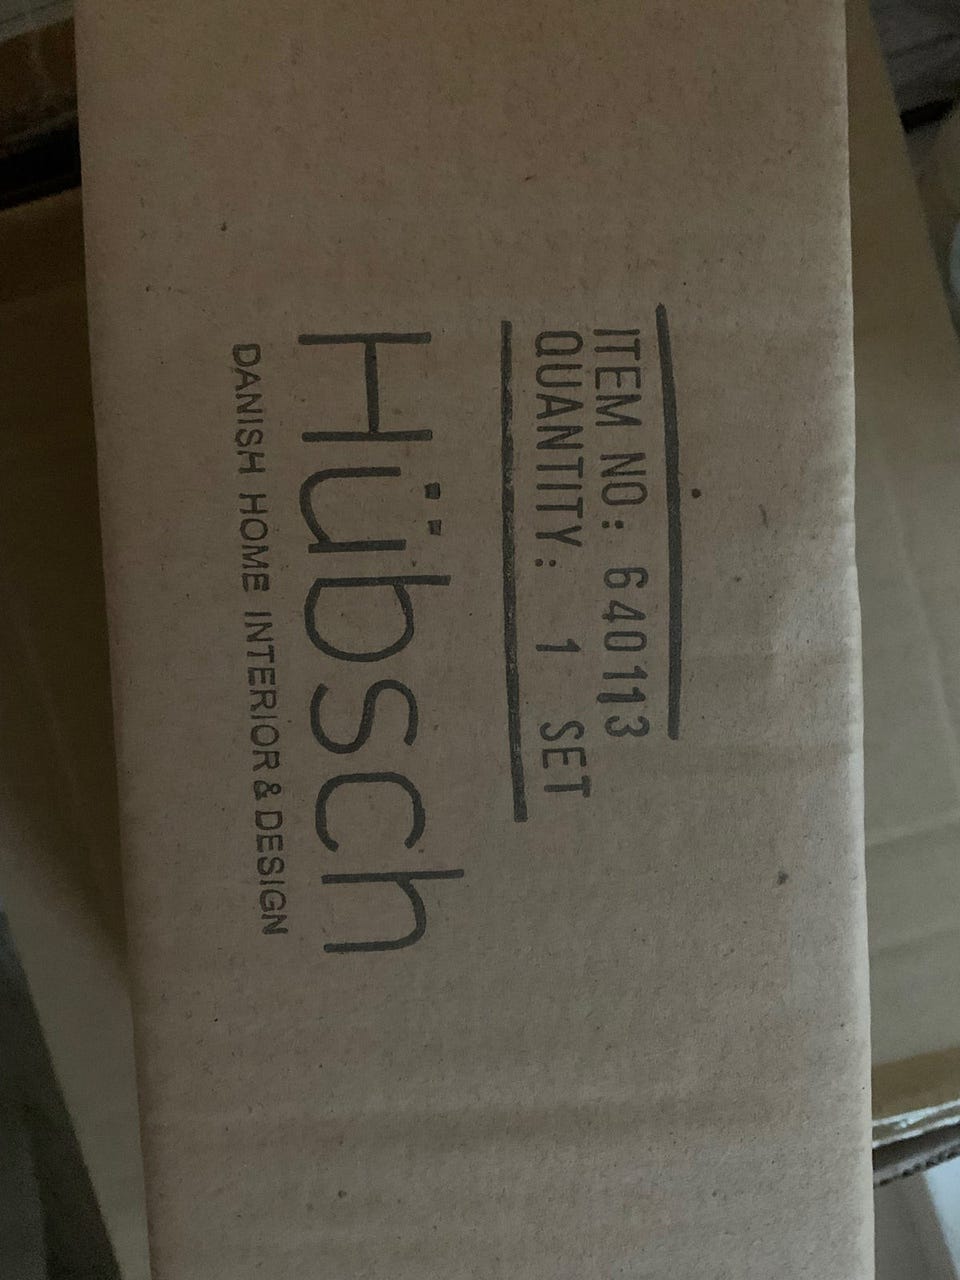 ITEM NO: 640113
QUANTITY: 1 SET
Hübsch
DANISH HOME INTERIOR & DESIGN